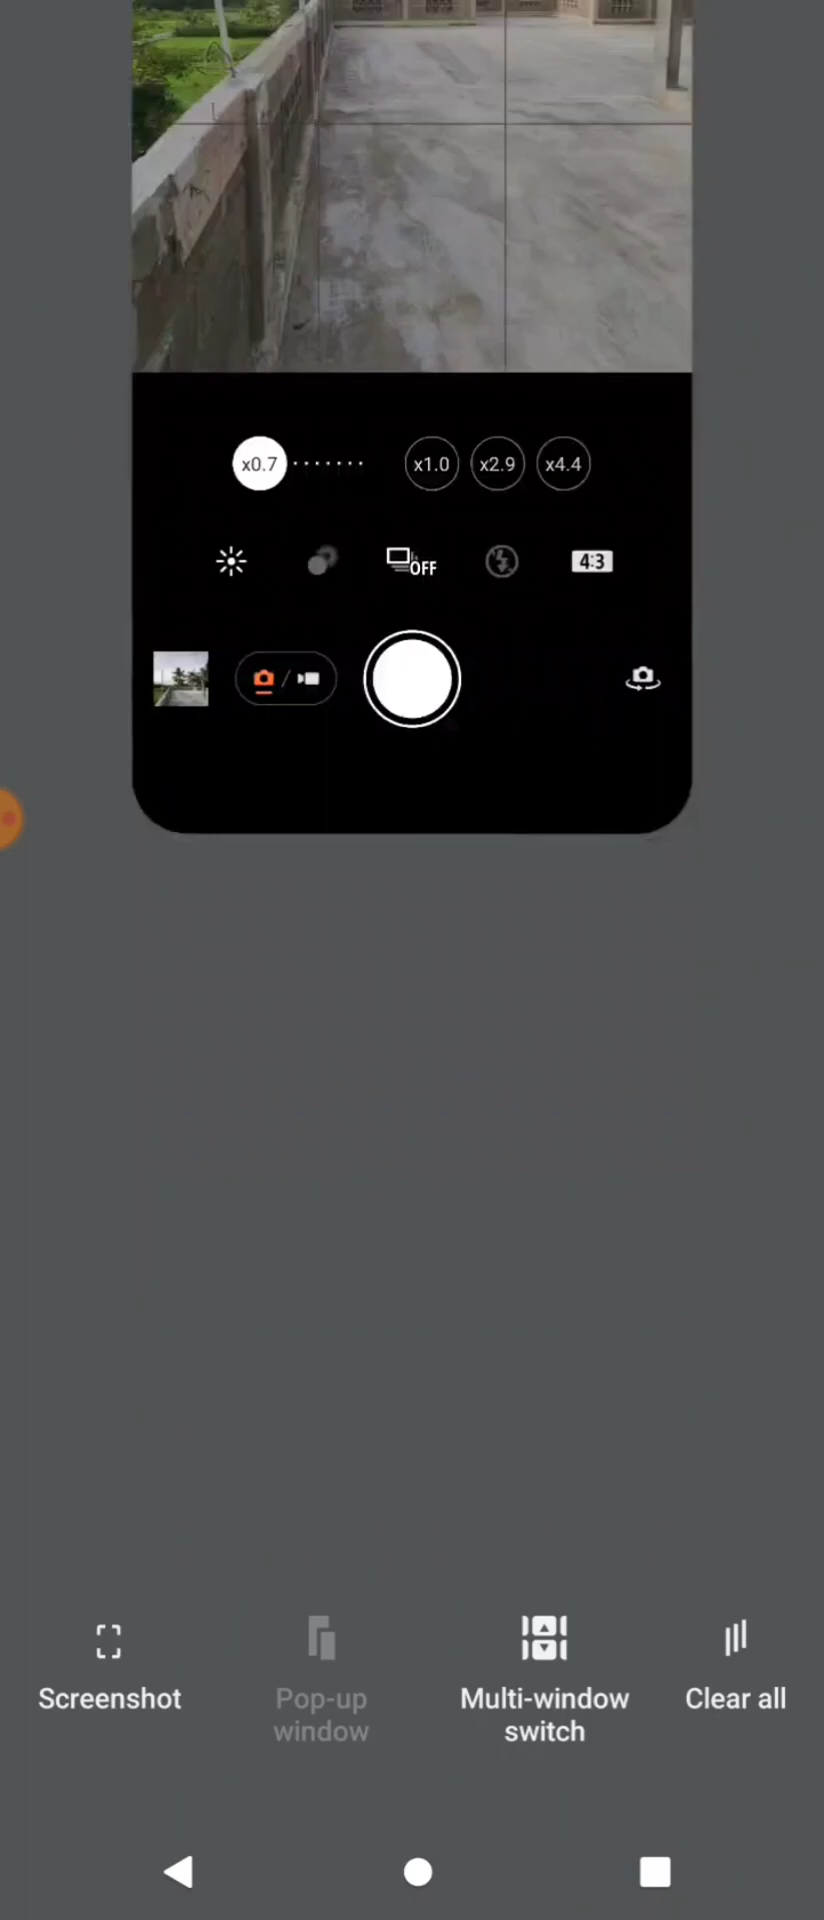 x0.7 x1.0 x2.9 x4.4
OFF 4:3
Screenshot Pop-up window Multi-window switch Clear all